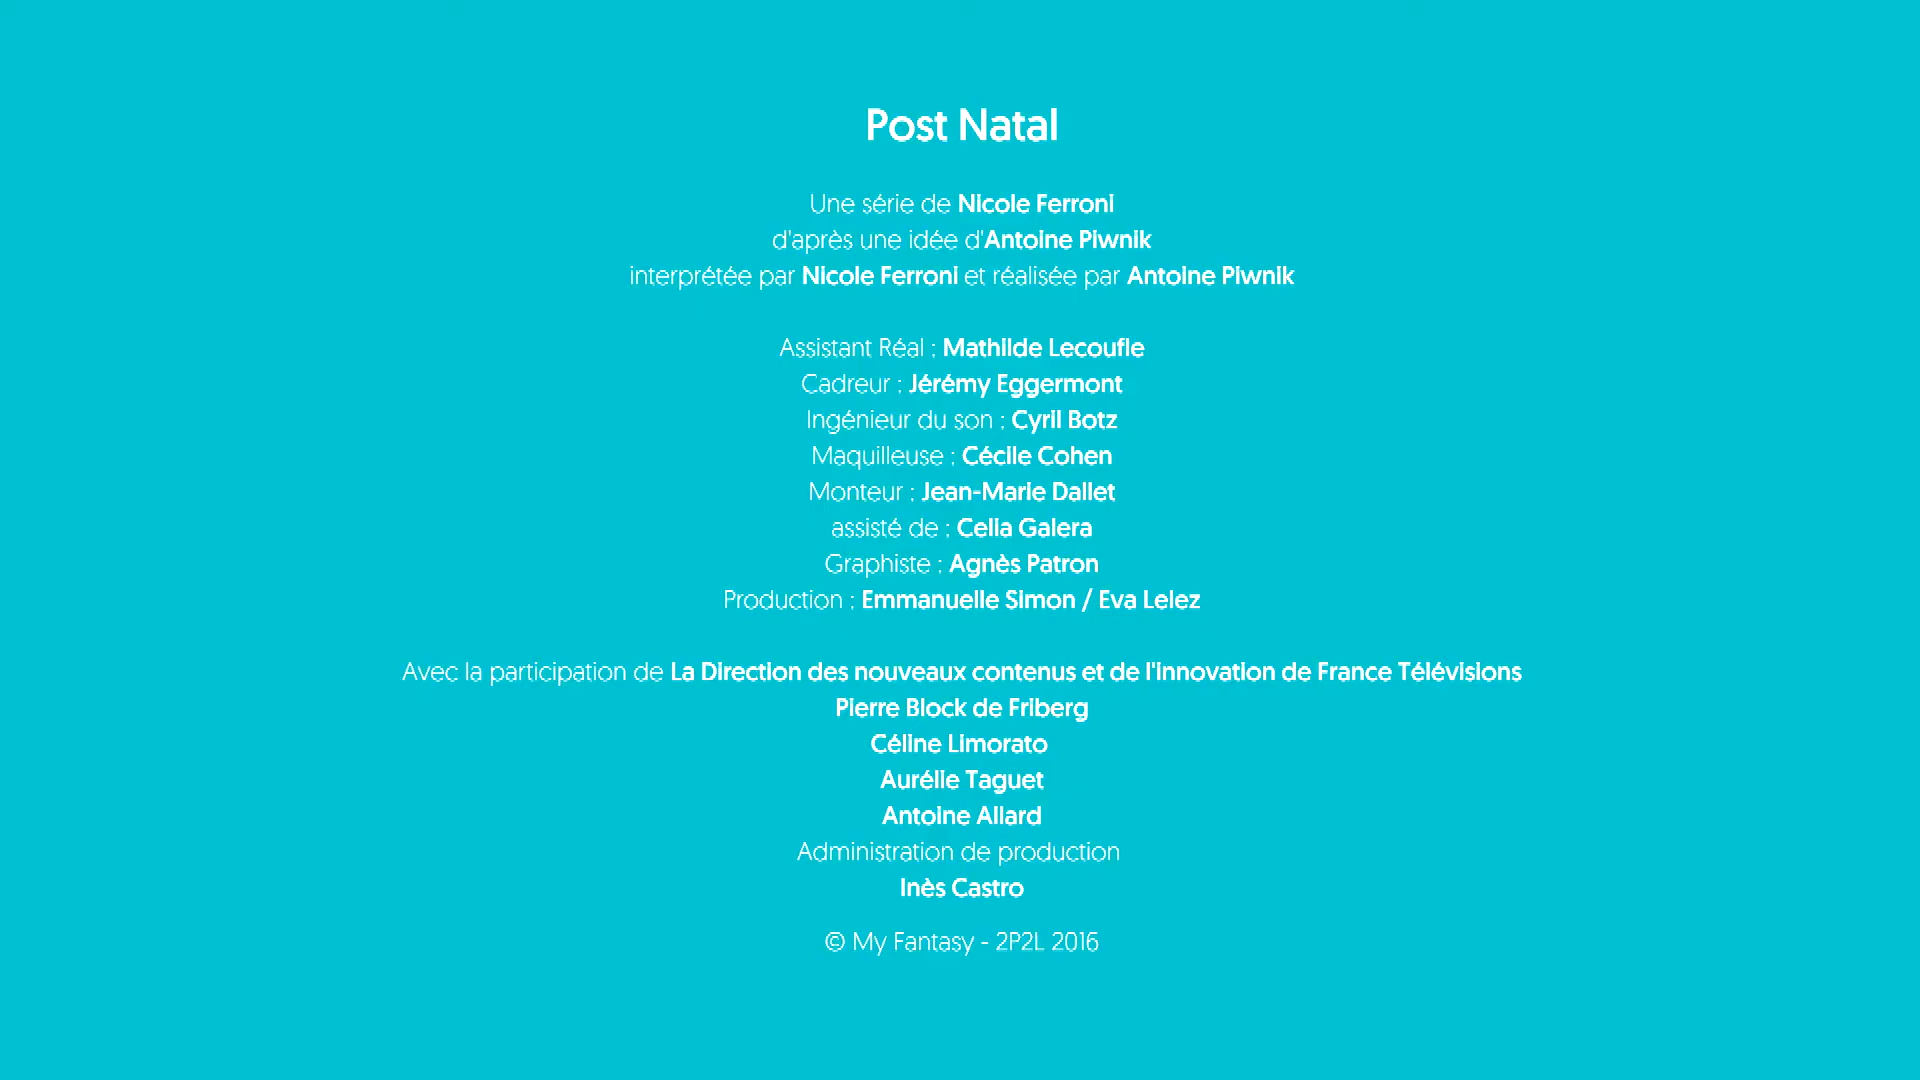 Post Natal
Une série de Nicole Ferroni
d'après une idée d'Antoine Piwnik
interprétée par Nicole Ferroni et réalisée par Antoine Piwnik
Assistant Réal : Mathilde Lecoufle
Cadreur : Jérémy Eggermont
Ingénieur du son : Cyril Botz
Maquilleuse : Cécile Cohen
Monteur : Jean-Marie Dallet
assisté de : Celia Galera
Graphiste : Agnès Patron
Production : Emmanuelle Simon / Eva Lelez
Avec la participation de La Direction des nouveaux contenus et de l'innovation de France Télévisions
Pierre Block de Friberg
Céline Limorato
Aurélie Taguet
Antoine Allard
Administration de production
Inès Castro
© My Fantasy - 2P2L 2016